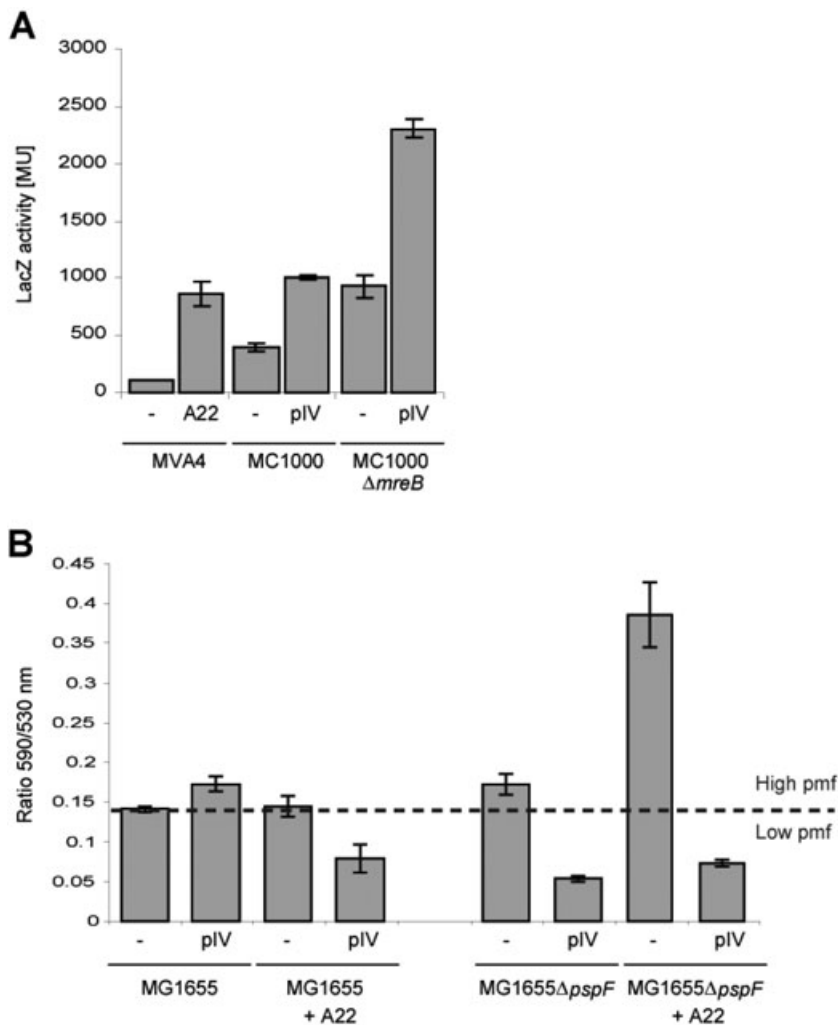 A
3000
2500
2000
1500
1000
500
0
LacZ activity [MU]
- A22 - pIV - pIV
MVA4 MC1000 MC1000
ΔmreB
B
0.45
0.4
0.35
0.3
0.25
0.2
0.15
0.1
0.05
0
Ratio 590/530 nm
High pmf
Low pmf
- pIV - pIV - pIV - pIV
MG1655 MG1655 MG1655ΔpspF MG1655ΔpspF
+ A22 + A22